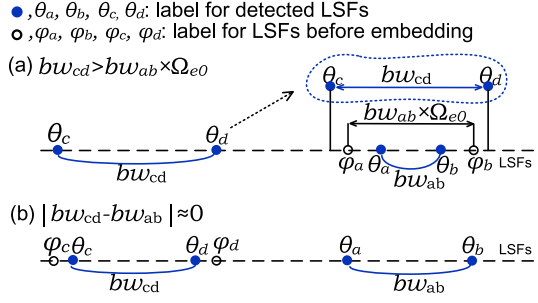 ● ,θa, θb, θc, θd: label for detected LSFs
○ ,φa, φb, φc, φd: label for LSFs before embedding
(a) bwcd>bwab×Ωe0
θc bwcd θd
bwab×Ωe0
θc θd φa θa θb φb LSFs
bwcd bwab
(b) |bwcd-bwab|≈0
φc θc θd φd θa θb LSFs
bwcd bwab